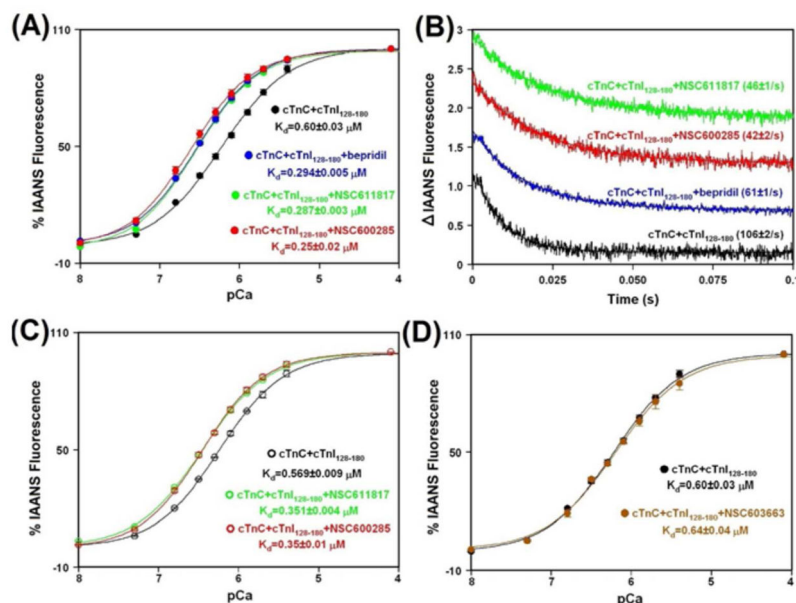 (A)
110
50
-10
% IAANS Fluorescence
8 7 6 5 4
pCa
cTnC+cTnI128-180
Kd=0.60±0.03 μM
cTnC+cTnI128-180+bepridil
Kd=0.294±0.005 μM
cTnC+cTnI128-180+NSC611817
Kd=0.287±0.003 μM
cTnC+cTnI128-180+NSC600285
Kd=0.25±0.02 μM
(B)
3
2.5
2
1.5
1
0.5
0
Δ IAANS Fluorescence
cTnC+cTnI128-180+NSC611817 (46±1/s)
cTnC+cTnI128-180+NSC600285 (42±2/s)
cTnC+cTnI128-180+bepridil (61±1/s)
cTnC+cTnI128-180 (106±2/s)
0 0.025 0.05 0.075 0.1
Time (s)
(C)
110
50
-10
% IAANS Fluorescence
8 7 6 5 4
pCa
cTnC+cTnI128-180
Kd=0.569±0.009 μM
cTnC+cTnI128-180+NSC611817
Kd=0.351±0.004 μM
cTnC+cTnI128-180+NSC600285
Kd=0.35±0.01 μM
(D)
110
50
-10
% IAANS Fluorescence
8 7 6 5 4
pCa
cTnC+cTnI128-180
Kd=0.60±0.03 μM
cTnC+cTnI128-180+NSC603663
Kd=0.64±0.04 μM